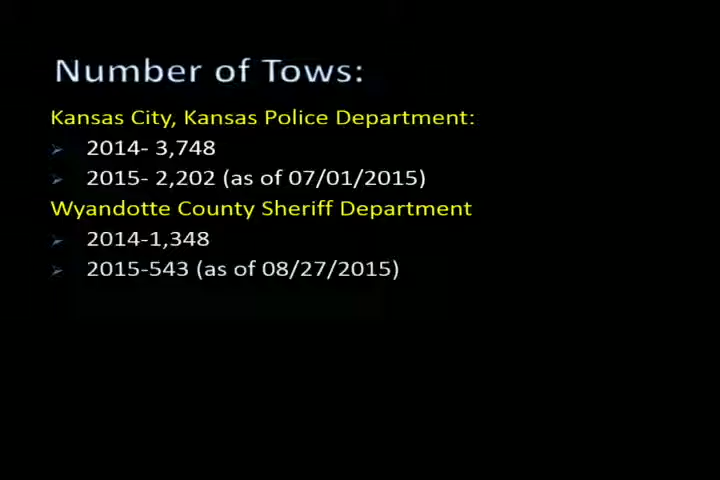 Number of Tows:
Kansas City, Kansas Police Department:
➢ 2014- 3,748
➢ 2015- 2,202 (as of 07/01/2015)
Wyandotte County Sheriff Department
➢ 2014-1,348
➢ 2015-543 (as of 08/27/2015)